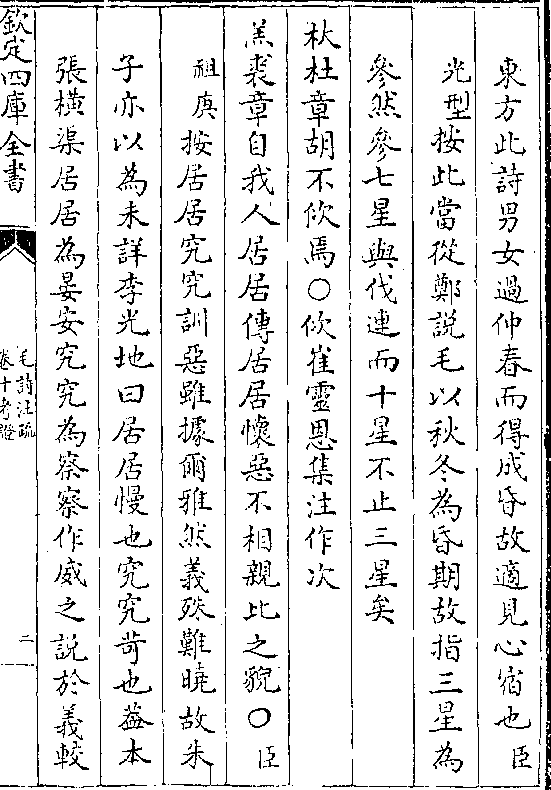 東方此詩男女過仲春而得成昏故適見心宿也臣
光型按此當從鄭説毛以秋冬為昏期故指三星為
參然參七星與伐連而十星不止三星矣
杕杜章胡不佽焉○佽崔靈恩集注作次
羔裘章自我人居居傳居居懷惡不相親比之貌○臣
祖庚按居居究究訓惡雖據爾雅然義殊難曉故朱
子亦以為未詳李光地曰居居慢也究究苛也葢本
張橫渠居居為晏安究究為察察作威之説於義較
欽定四庫全書
毛詩注疏
卷十考證
二